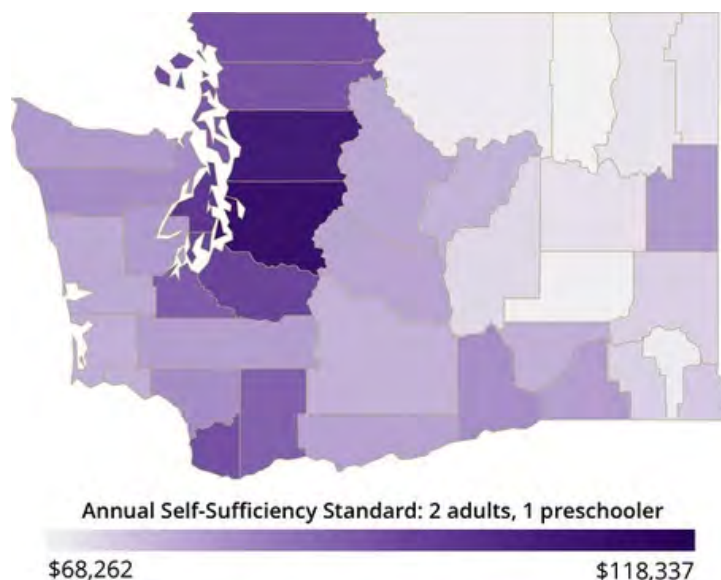 Annual Self-Sufficiency Standard: 2 adults, 1 preschooler
$68,262
$118,337